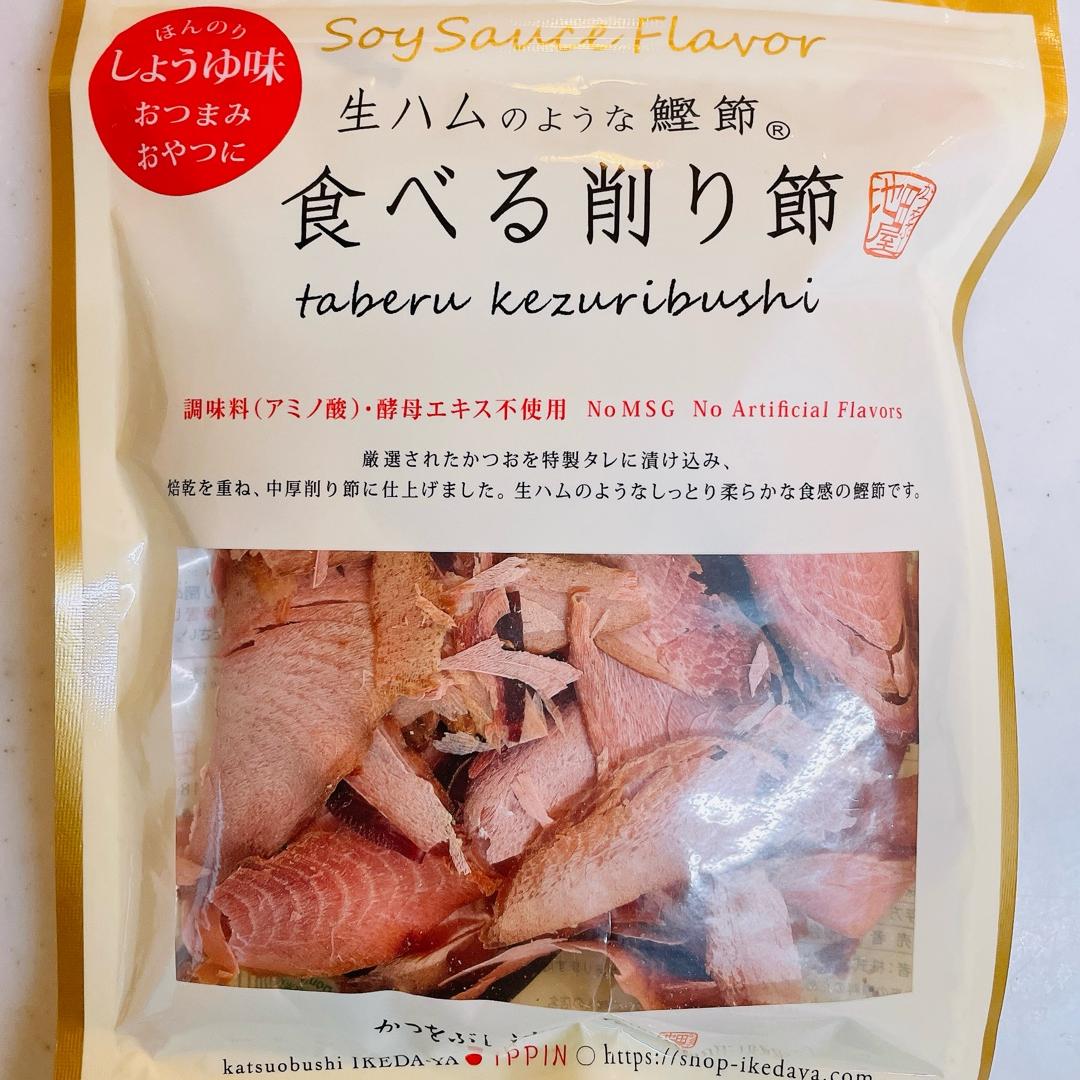 Soy Sauce Flavor
ほんのり
しょうゆ味
おつまみ
おやつに
生ハムのような鰹節®
食べる削り節
池田屋
taberu kezuribushi
調味料(アミノ酸)・酵母エキス不使用 No MSG No Artificial Flavors
厳選されたかつおを特製タレに漬け込み、
焙乾を重ね、中厚削り節に仕上げました。生ハムのようなしっとり柔らかな食感の鰹節です。
かつをぶし
katsuobushi IKEDA-YA IPPIN https://snop-ikedaya.com